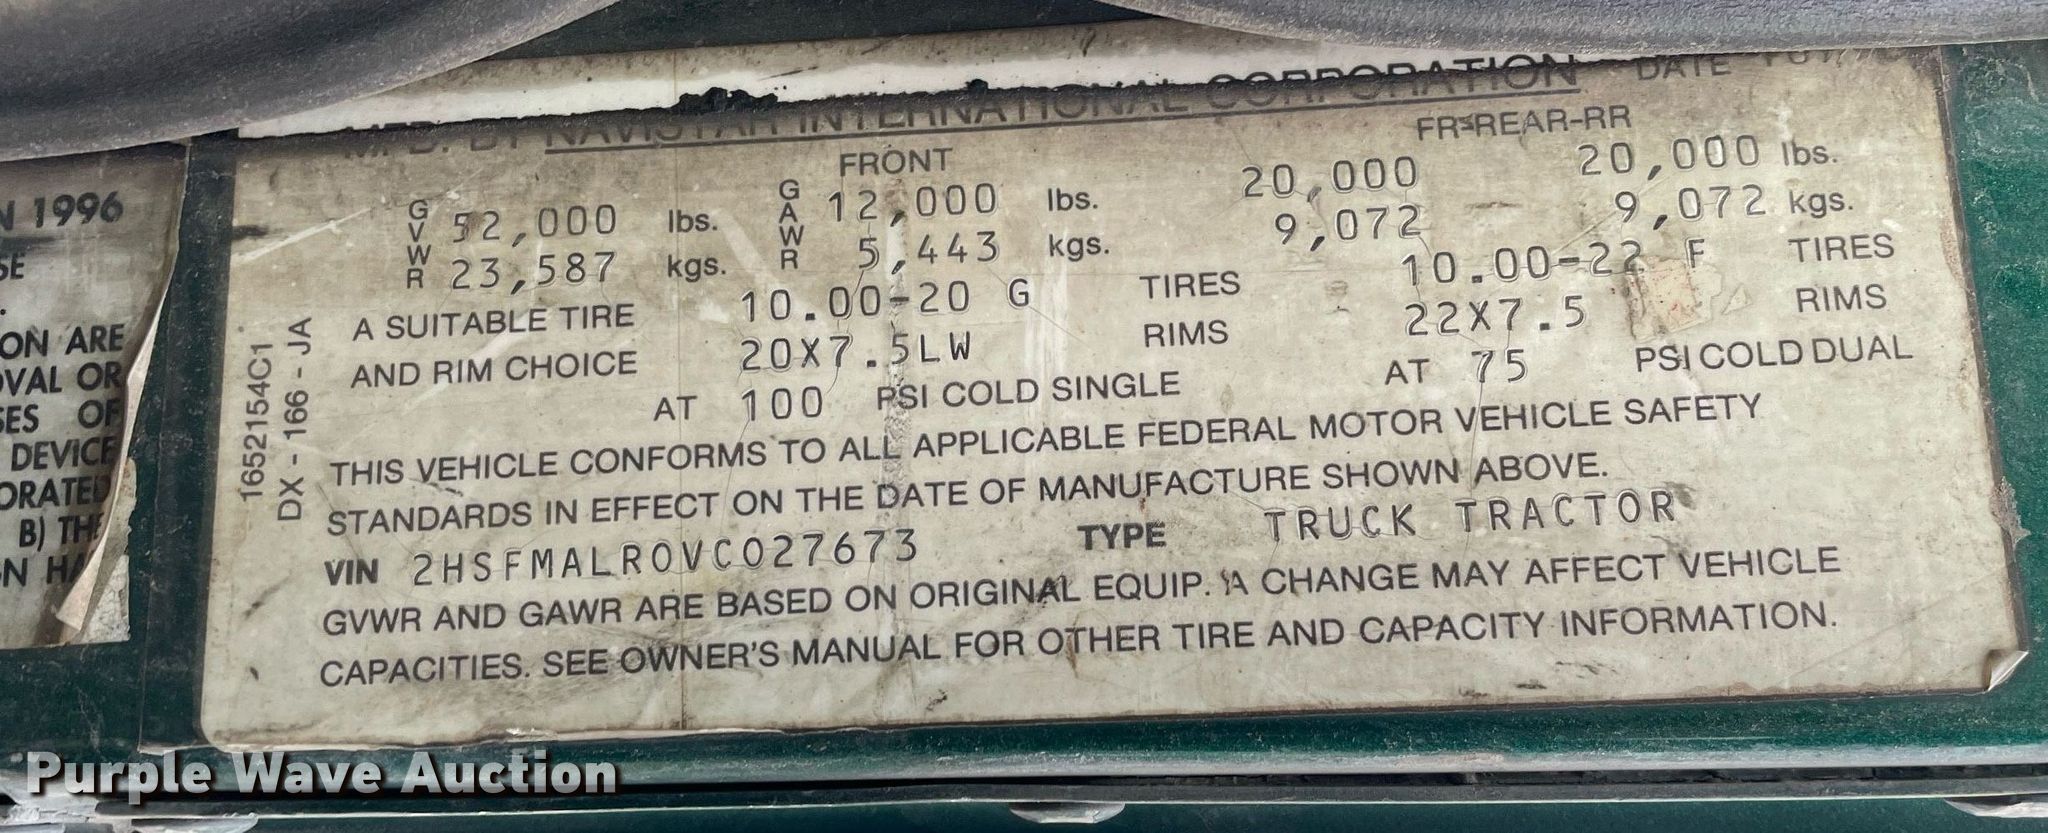 MFD. BY NAVISTAR INTERNATIONAL CORPORATION DATE
FRONT FR-REAR-RR
GVWR 52,000 lbs. GAWR 12,000 lbs. 20,000 20,000 lbs.
23,587 kgs. 5,443 kgs. 9,072 9,072 kgs.
A SUITABLE TIRE 10.00-20 G TIRES 10.00-22 F TIRES
AND RIM CHOICE 20X7.5LW RIMS 22X7.5 RIMS
AT 100 PSI COLD SINGLE AT 75 PSI COLD DUAL
THIS VEHICLE CONFORMS TO ALL APPLICABLE FEDERAL MOTOR VEHICLE SAFETY
STANDARDS IN EFFECT ON THE DATE OF MANUFACTURE SHOWN ABOVE.
VIN 2HSFMALR0VC027673 TYPE TRUCK TRACTOR
GVWR AND GAWR ARE BASED ON ORIGINAL EQUIP. A CHANGE MAY AFFECT VEHICLE
CAPACITIES. SEE OWNER'S MANUAL FOR OTHER TIRE AND CAPACITY INFORMATION.
1652154C1
DX - 166 - JA
1996
ON ARE
OR
OF
DEVICE
B) THE
Purple Wave Auction